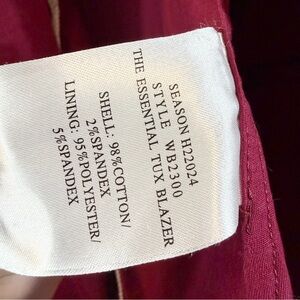 SEASON H22024
STYLE WB2300
THE ESSENTIAL TUX BLAZER
SHELL: 98%COTTON/
2%SPANDEX
LINING: 95%POLYESTER/
5%SPANDEX